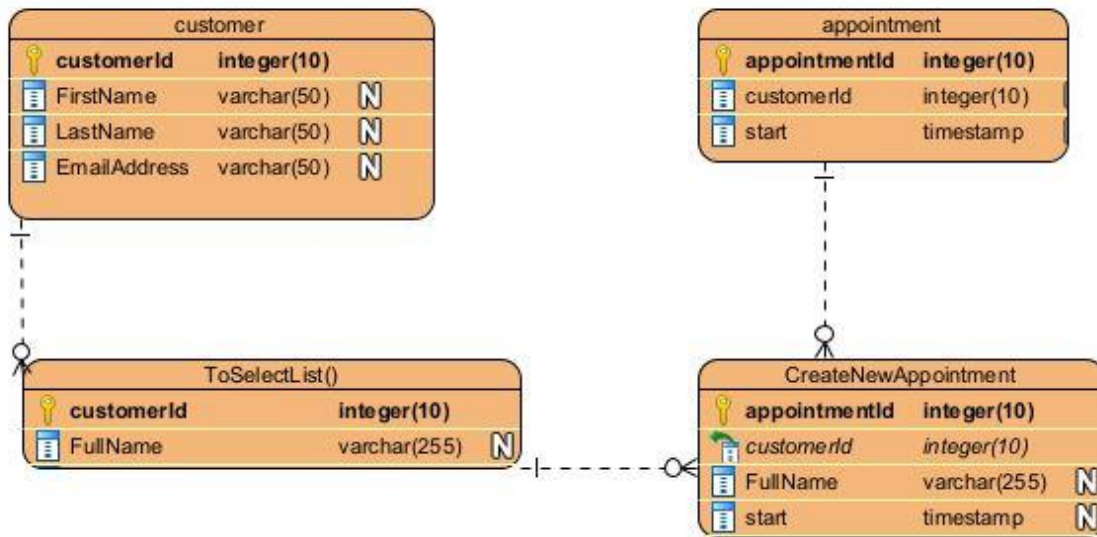 customer
customerId integer(10)
FirstName varchar(50) N
LastName varchar(50) N
EmailAddress varchar(50) N
appointment
appointmentId integer(10)
customerId integer(10)
start timestamp
ToSelectList()
customerId integer(10)
FullName varchar(255) N
CreateNewAppointment
appointmentId integer(10)
customerId integer(10)
FullName varchar(255) N
start timestamp N